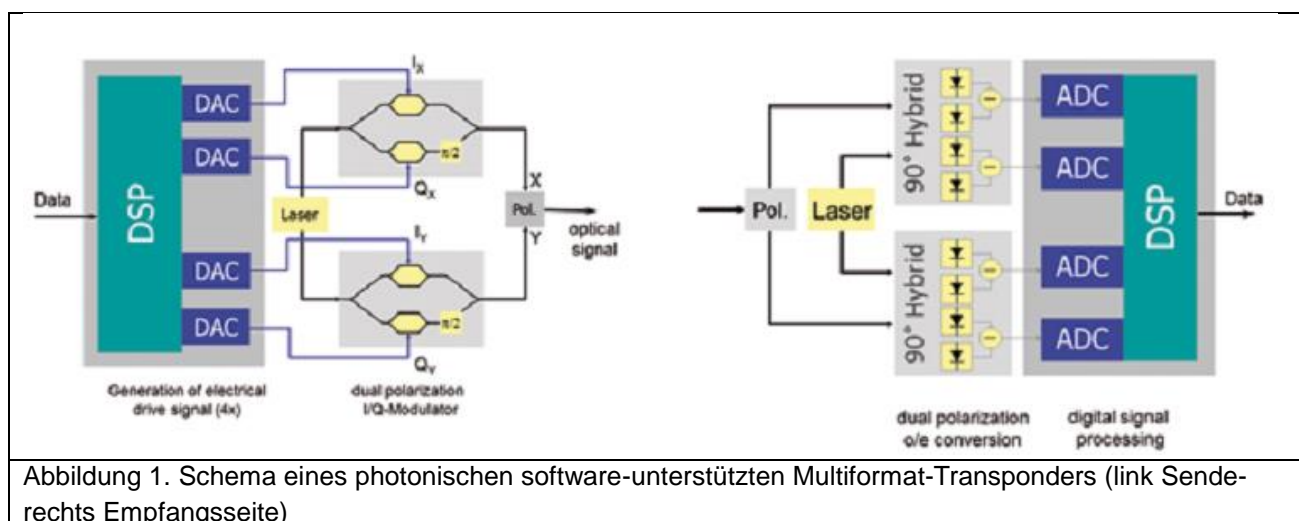 Data
DSP
DAC
DAC
DAC
DAC
I_X
Q_X
I_Y
Q_Y
Laser
π/2
π/2
X
Pol.
Y
optical
signal
Generation of electrical
drive signal (4x)
dual polarization
I/Q-Modulator
Pol.
Laser
90° Hybrid
90° Hybrid
−
−
−
−
ADC
ADC
ADC
ADC
DSP
Data
dual polarization
o/e conversion
digital signal
processing
Abbildung 1. Schema eines photonischen software-unterstützten Multiformat-Transponders (link Sende-
rechts Empfangsseite)